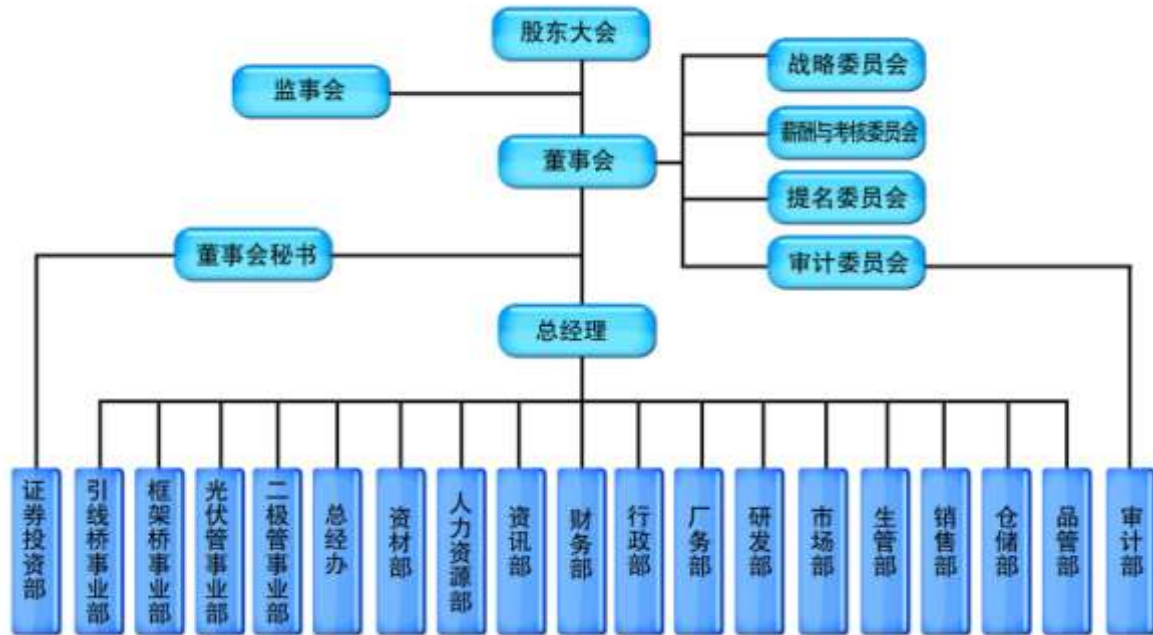 股东大会
监事会
战略委员会
薪酬与考核委员会
董事会
提名委员会
董事会秘书
审计委员会
总经理
证券投资部
引线桥事业部
框架桥事业部
光伏管事业部
二极管事业部
总经办
资材部
人力资源部
资讯部
财务部
行政部
厂务部
研发部
市场部
生管部
销售部
仓储部
品管部
审计部